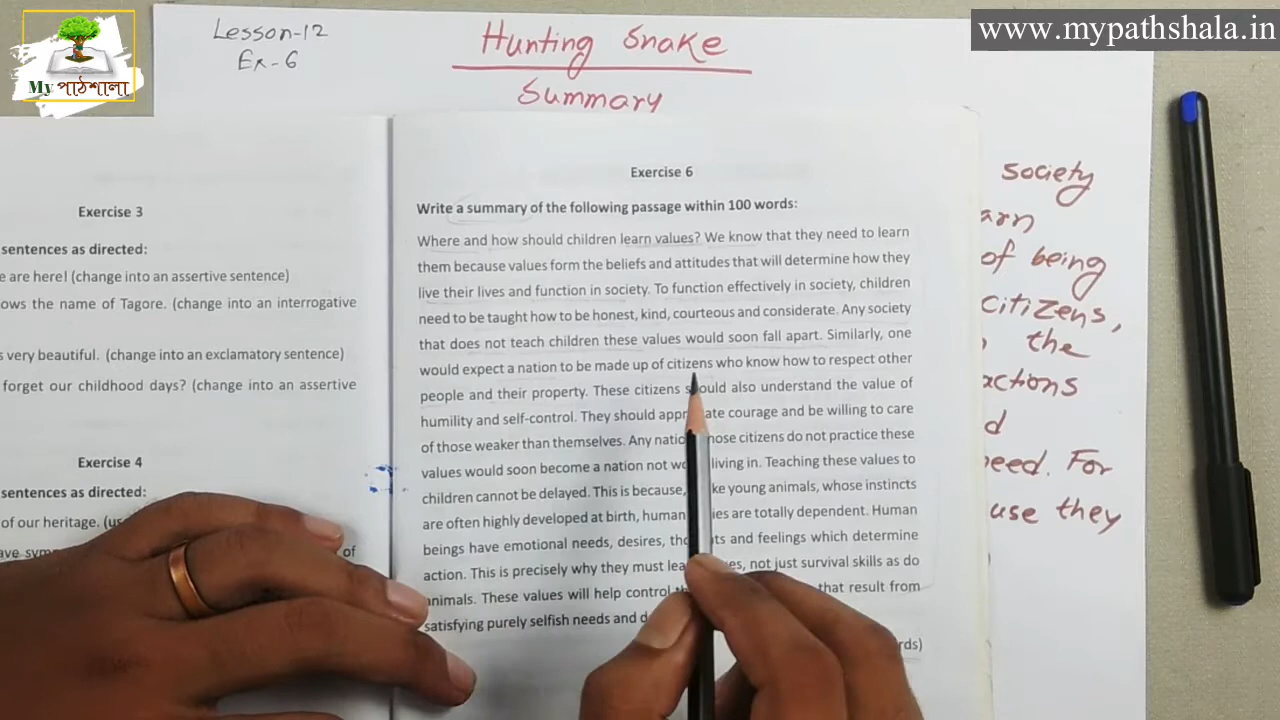 My পাঠশালা
www.mypathshala.in
Lesson-12
Ex-6
Hunting Snake
Summary
Exercise 3
sentences as directed:
e are here! (change into an assertive sentence)
ows the name of Tagore. (change into an interrogative
s very beautiful. (change into an exclamatory sentence)
forget our childhood days? (change into an assertive
Exercise 4
sentences as directed:
of our heritage.
of
Exercise 6
Write a summary of the following passage within 100 words:
Where and how should children learn values? We know that they need to learn
them because values form the beliefs and attitudes that will determine how they
live their lives and function in society. To function effectively in society, children
need to be taught how to be honest, kind, courteous and considerate. Any society
that does not teach children these values would soon fall apart. Similarly, one
would expect a nation to be made up of citizens who know how to respect other
people and their property. These citizens should also understand the value of
humility and self-control. They should appreciate courage and be willing to care
of those weaker than themselves. Any nation whose citizens do not practice these
values would soon become a nation not worth living in. Teaching these values to
children cannot be delayed. This is because, unlike young animals, whose instincts
are often highly developed at birth, human babies are totally dependent. Human
beings have emotional needs, desires, thoughts and feelings which determine
action. This is precisely why they must learn values, not just survival skills as do
animals. These values will help control that result from
satisfying purely selfish needs and
rds)
society
arn
of being
citizens,
the
actions
d
need. For
use they